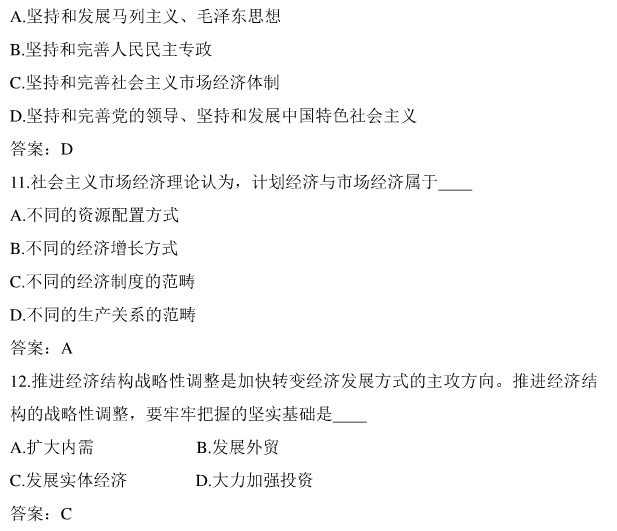 A.坚持和发展马列主义、毛泽东思想
B.坚持和完善人民民主专政
C.坚持和完善社会主义市场经济体制
D.坚持和完善党的领导、坚持和发展中国特色社会主义
答案：D
11.社会主义市场经济理论认为，计划经济与市场经济属于____
A.不同的资源配置方式
B.不同的经济增长方式
C.不同的经济制度的范畴
D.不同的生产关系的范畴
答案：A
12.推进经济结构战略性调整是加快转变经济发展方式的主攻方向。推进经济结
构的战略性调整，要牢牢把握的坚实基础是____
A.扩大内需 B.发展外贸
C.发展实体经济 D.大力加强投资
答案：C